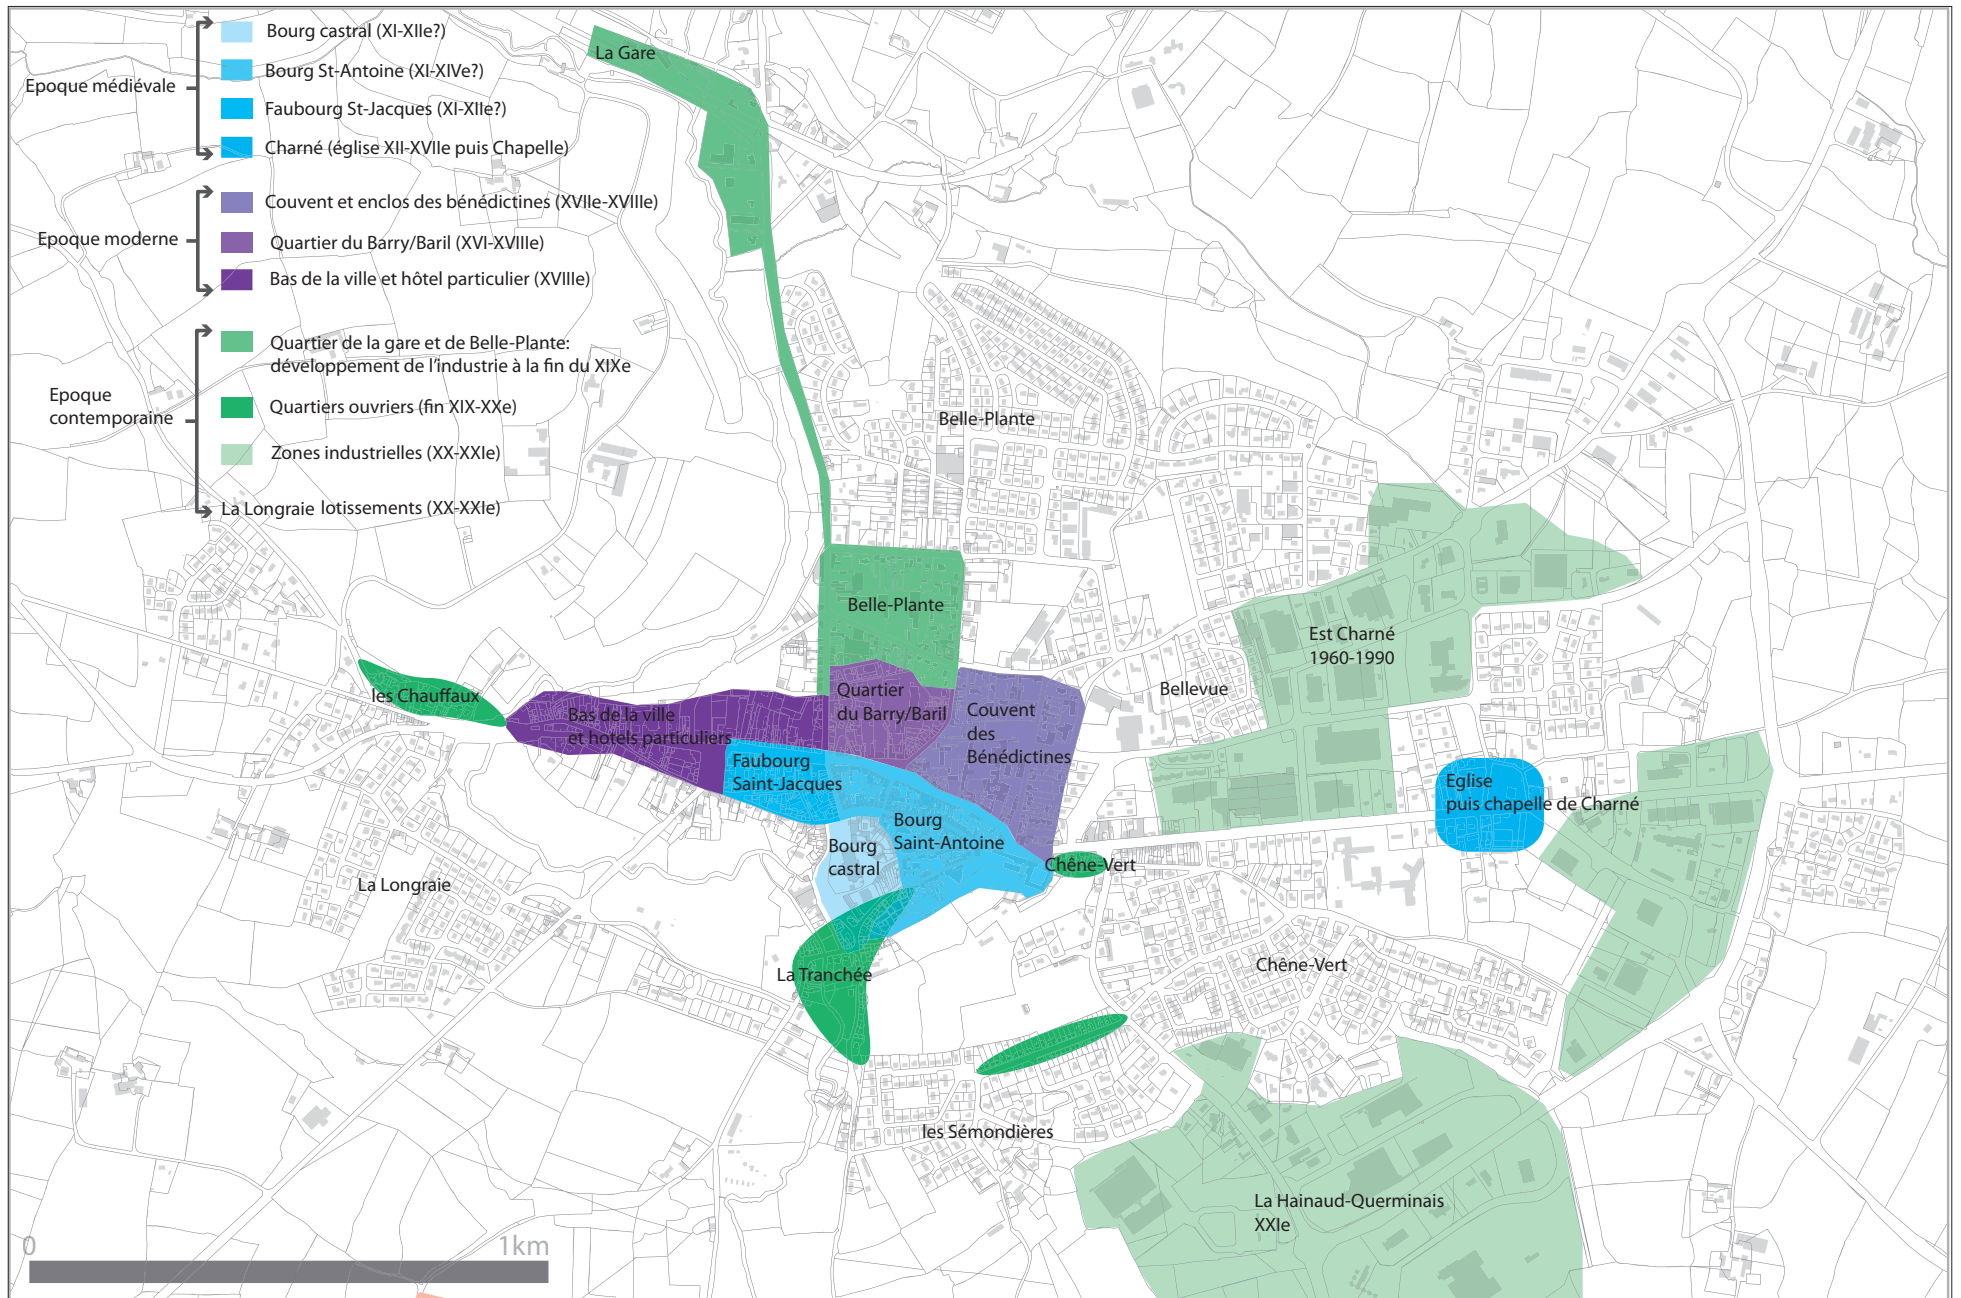 Bourg castral (XI-XIIe?)
Bourg St-Antoine (XI-XIVe?)
Epoque médiévale
Faubourg St-Jacques (XI-XIIe?)
Charné (église XII-XVIIe puis Chapelle)
Couvent et enclos des bénédictines (XVIIe-XVIIIe)
Epoque moderne
Quartier du Barry/Baril (XVI-XVIIIe)
Bas de la ville et hôtel particulier (XVIIIe)
Quartier de la gare et de Belle-Plante:
développement de l'industrie à la fin du XIXe
Epoque
contemporaine
Quartiers ouvriers (fin XIX-XXe)
Zones industrielles (XX-XXIe)
La Longraie lotissements (XX-XXIe)
La Gare
Belle-Plante
Belle-Plante
Est Charné
1960-1990
les Chauffaux
Quartier
du Barry/Baril
Bellevue
Bas de la ville
et hotels particuliers
Couvent
des
Bénédictines
Faubourg
Saint-Jacques
Eglise
puis chapelle de Charné
Bourg
Saint-Antoine
Bourg
castral
Chêne-Vert
La Longraie
La Tranchée
Chêne-Vert
les Sémondières
La Hainaud-Querminais
XXIe
0
1km